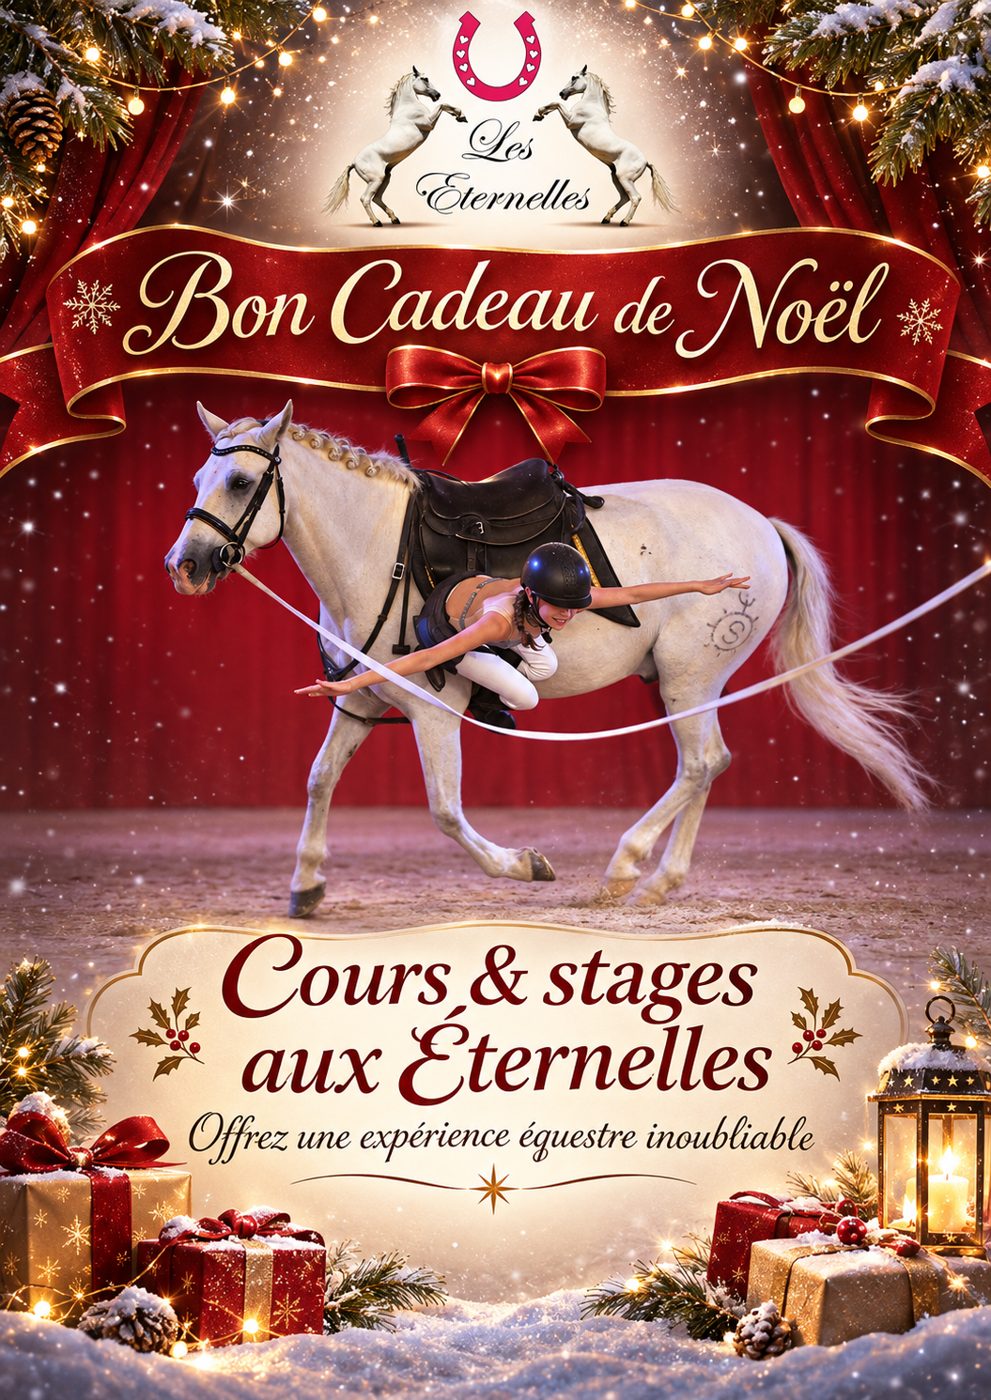 Les
Eternelles
Bon Cadeau de Noël
Cours & stages
aux Éternelles
Offrez une expérience équestre inoubliable